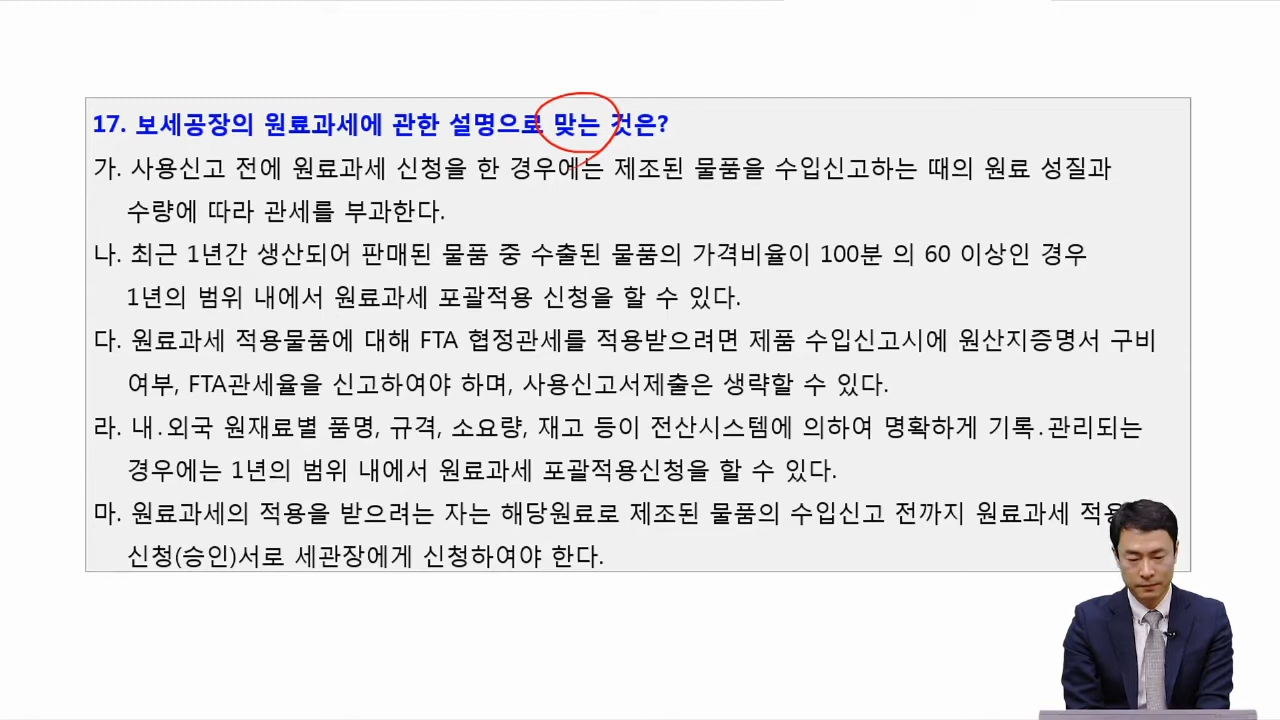 17. 보세공장의 원료과세에 관한 설명으로 맞는 것은?
가. 사용신고 전에 원료과세 신청을 한 경우에는 제조된 물품을 수입신고하는 때의 원료 성질과
수량에 따라 관세를 부과한다.
나. 최근 1년간 생산되어 판매된 물품 중 수출된 물품의 가격비율이 100분 의 60 이상인 경우
1년의 범위 내에서 원료과세 포괄적용 신청을 할 수 있다.
다. 원료과세 적용물품에 대해 FTA 협정관세를 적용받으려면 제품 수입신고시에 원산지증명서 구비
여부, FTA관세율을 신고하여야 하며, 사용신고서제출은 생략할 수 있다.
라. 내.외국 원재료별 품명, 규격, 소요량, 재고 등이 전산시스템에 의하여 명확하게 기록.관리되는
경우에는 1년의 범위 내에서 원료과세 포괄적용신청을 할 수 있다.
마. 원료과세의 적용을 받으려는 자는 해당원료로 제조된 물품의 수입신고 전까지 원료과세 적용
신청(승인)서로 세관장에게 신청하여야 한다.